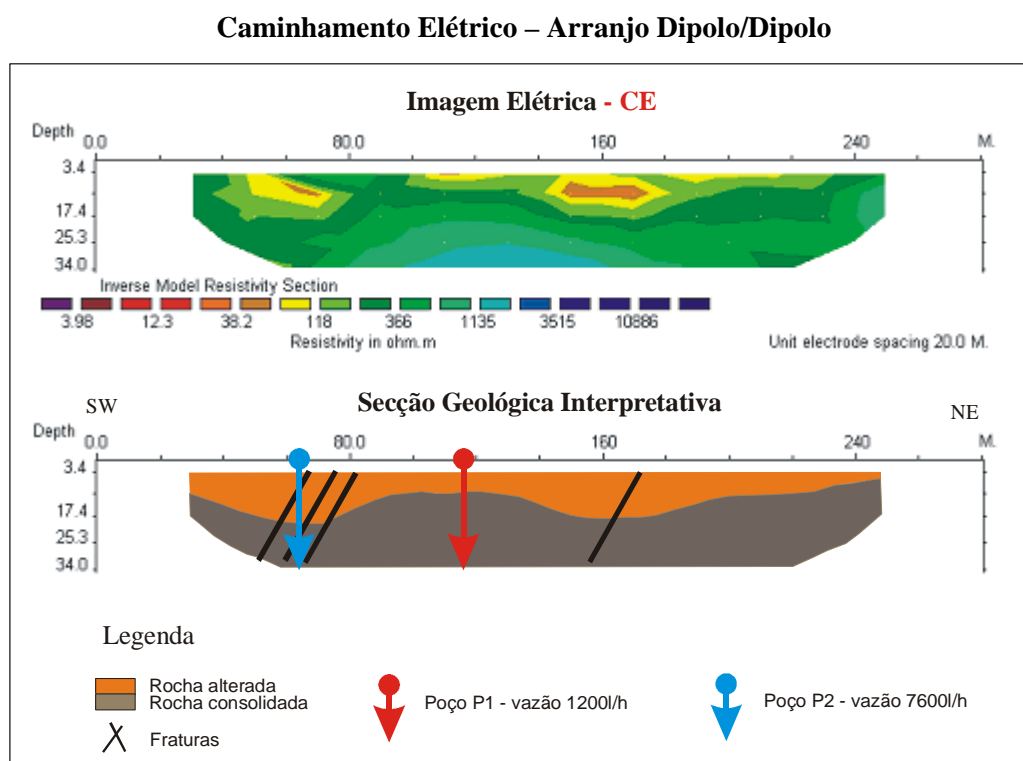 Caminhamento Elétrico – Arranjo Dipolo/Dipolo
Imagem Elétrica - CE
Depth 0.0 80.0 160 240 M.
3.4
17.4
25.3
34.0
Inverse Model Resistivity Section
3.98 12.3 38.2 118 366 1135 3515 10886
Resistivity in ohm.m Unit electrode spacing 20.0 M.
SW Secção Geológica Interpretativa NE
Depth 0.0 80.0 160 240 M.
3.4
17.4
25.3
34.0
Legenda
Rocha alterada
Rocha consolidada
Fraturas
Poço P1 - vazão 1200l/h
Poço P2 - vazão 7600l/h